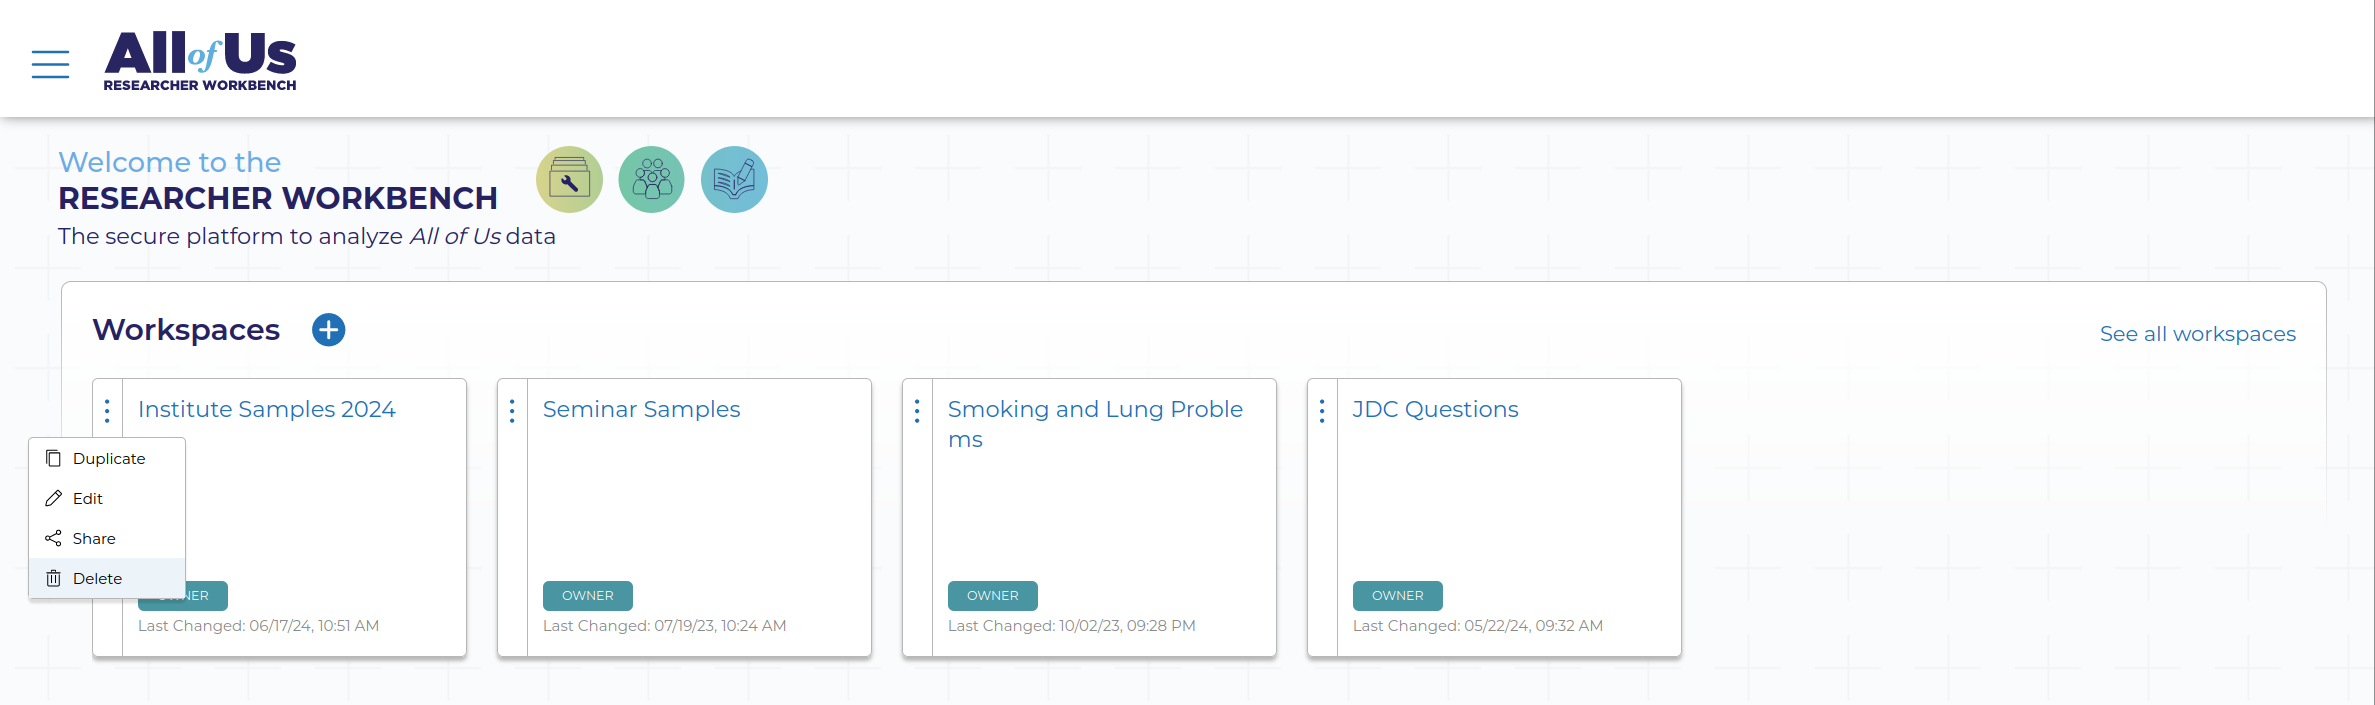 All of Us
RESEARCHER WORKBENCH
Welcome to the
RESEARCHER WORKBENCH
The secure platform to analyze All of Us data
Workspaces
See all workspaces
Institute Samples 2024
Duplicate
Edit
Share
Delete
NER
Last Changed: 06/17/24, 10:51 AM
Seminar Samples
OWNER
Last Changed: 07/19/23, 10:24 AM
Smoking and Lung Proble
ms
OWNER
Last Changed: 10/02/23, 09:28 PM
JDC Questions
OWNER
Last Changed: 05/22/24, 09:32 AM